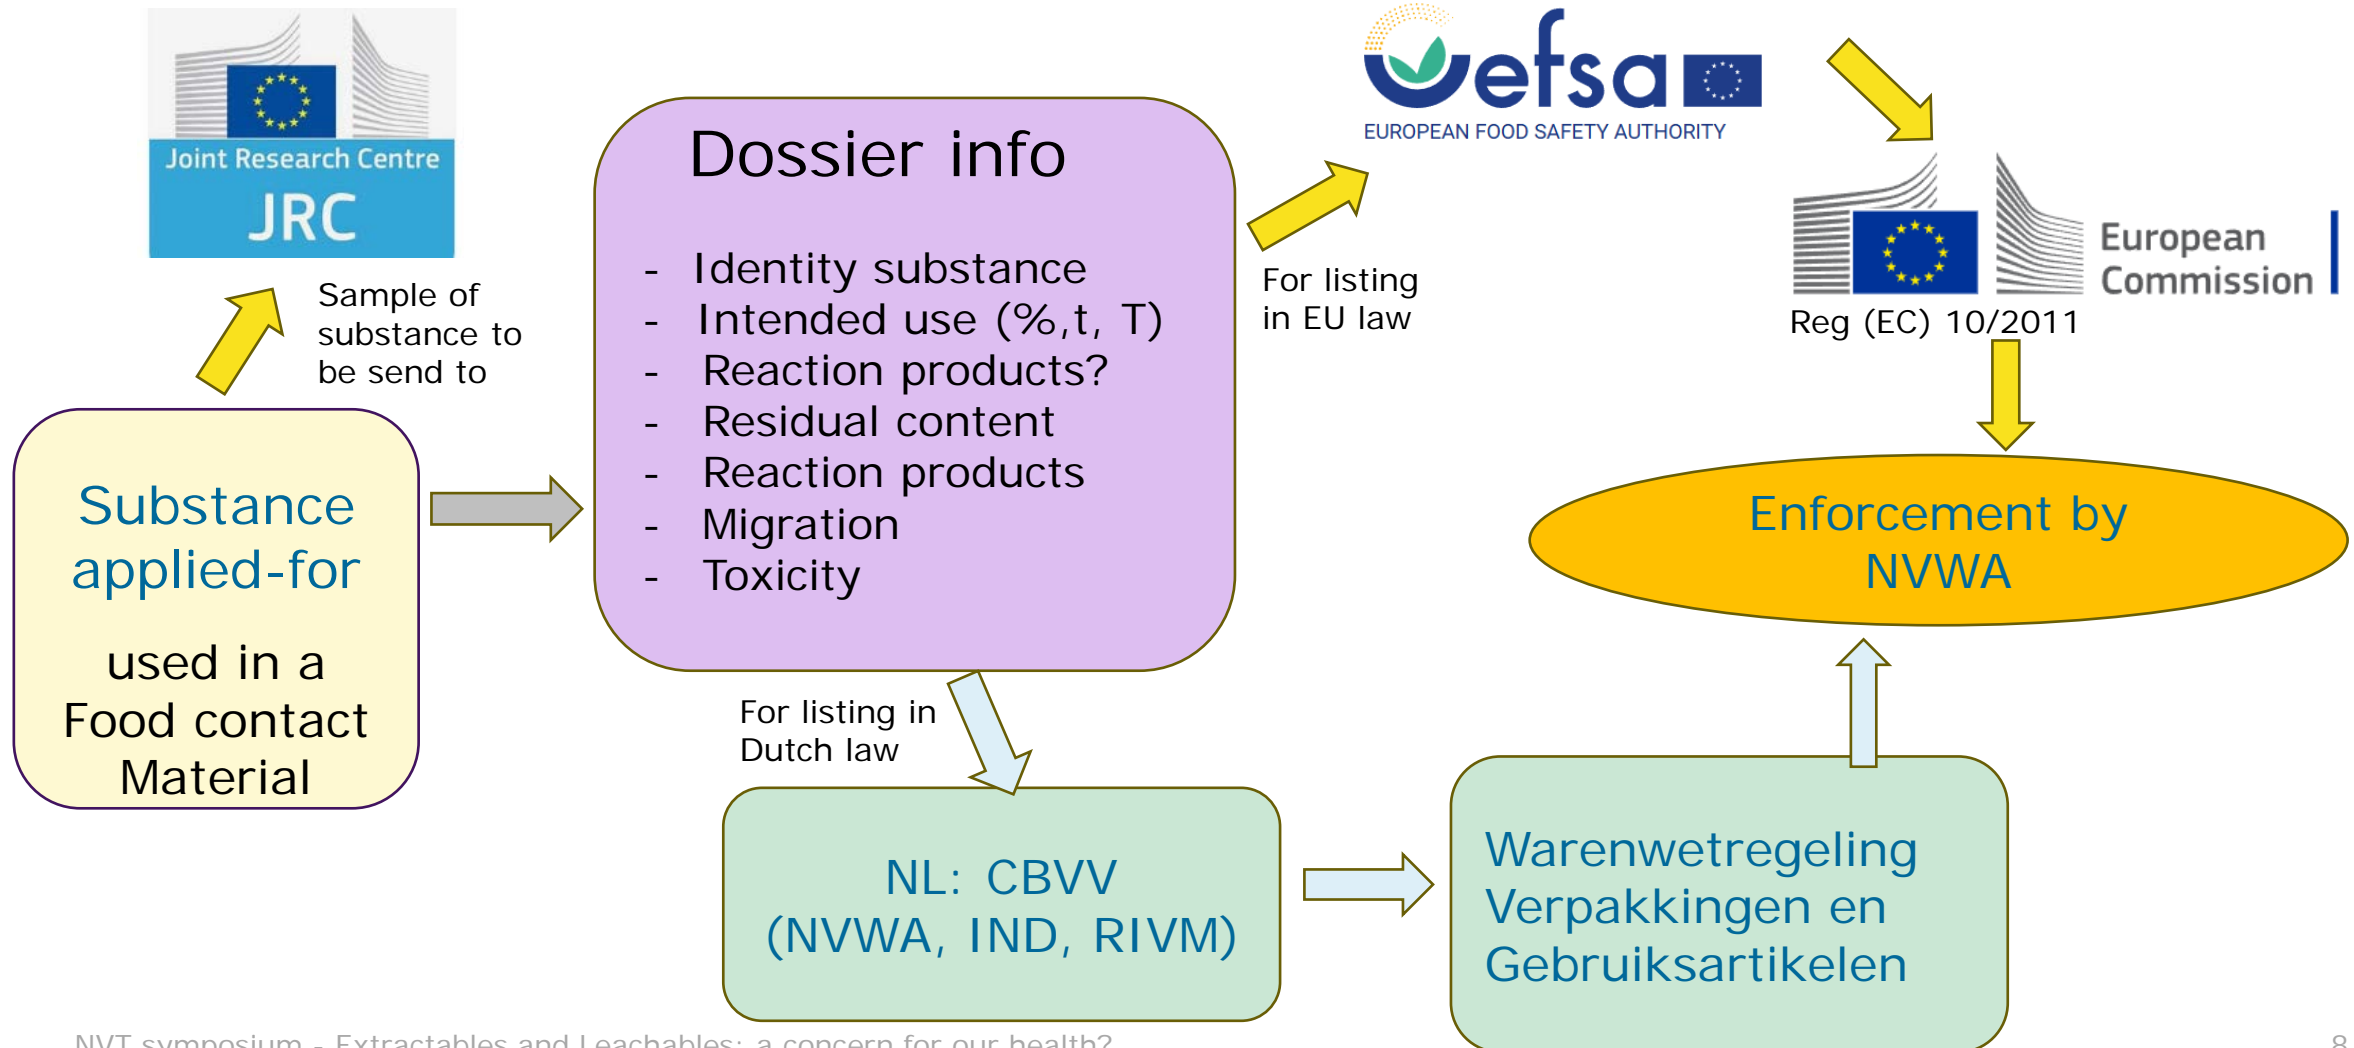 Joint Research Centre
JRC
Sample of
substance to
be send to
Substance
applied-for
used in a
Food contact
Material
Dossier info
- Identity substance
- Intended use (%,t, T)
- Reaction products?
- Residual content
- Reaction products
- Migration
- Toxicity
For listing
in EU law
efsa
EUROPEAN FOOD SAFETY AUTHORITY
European
Commission
Reg (EC) 10/2011
Enforcement by
NVWA
For listing in
Dutch law
NL: CBVV
(NVWA, IND, RIVM)
Warenwetregeling
Verpakkingen en
Gebruiksartikelen
NVT symposium - Extractables and Leachables: a concern for our health?
8